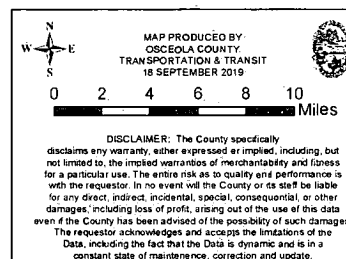 N
W E
S
MAP PRODUCED BY
OSCEOLA COUNTY
TRANSPORTATION & TRANSIT
18 SEPTEMBER 2019
0 2 4 6 8 10
Miles
DISCLAIMER: The County specifically
disclaims eny warranty, either expressed er implied, including, but
not limited to, the implied warranties of merchantability and fitness
for a particular use. The entire risk as to quality end performence is
with the requestor. In no event will the County or its steff be liable
for any direct, indirect, incidental, special, consequential, or other
damages, including loss of profit, arising out of the use of this data
even if the County has been advised of the possibility of such damages
The requestor acknowledges and accepts the limitations of the
Data, including the fact that the Data is dynamic and is in a
constant state of maintenence, correction and update.